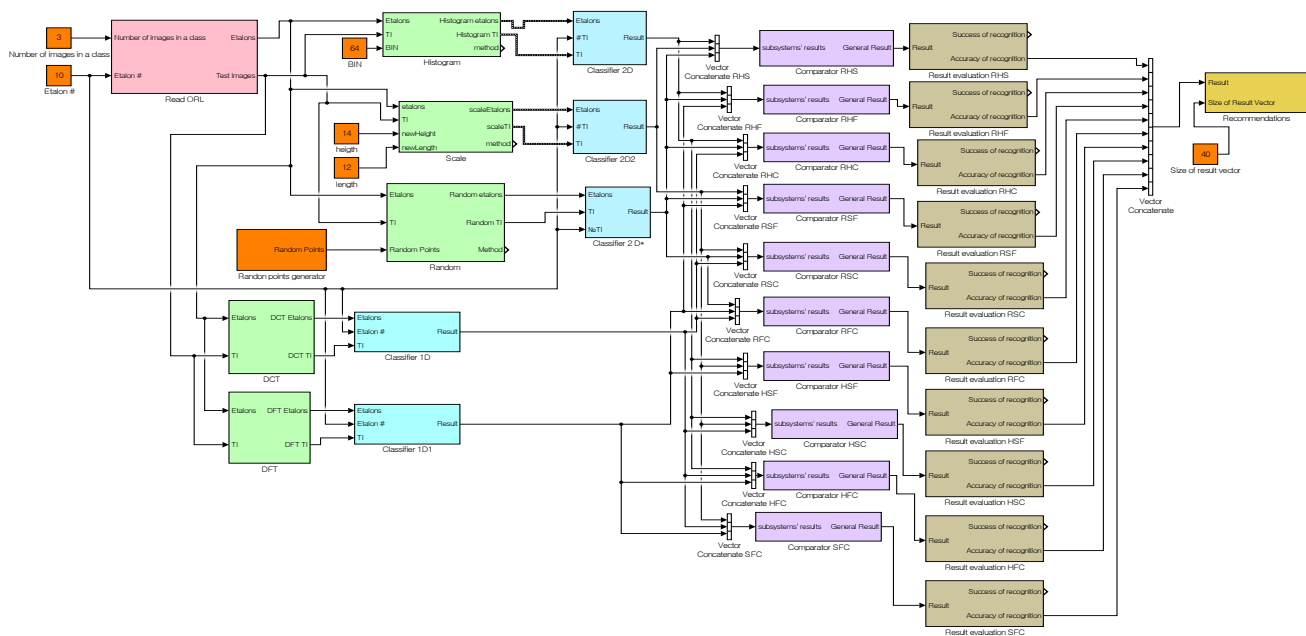 3
Number of images in a class
10
Etalon #
Number of images in a class
Etalons
Etalon #
Test Images
Read ORL
Etalons
Histogram etalons
TI
Histogram TI
BIN
method
Histogram
64
BIN
Etalons
#TI
Result
TI
Classifier 2D
etalons
scaleEtalons
TI
scaleTI
newHeight
newLength
method
Scale
14
heigth
12
length
Etalons
#TI
Result
TI
Classifier 2D2
Etalons
Random etalons
TI
Random TI
Random Points
Method
Random
Random Points
Randon points generator
Etalons
TI
Result
№TI
Classifier 2 D*
Etalons
DCT Etalons
TI
DCT TI
DCT
Etalons
Etalon #
Result
TI
Classifier 1D
Etalons
DFT Etalons
TI
DFT TI
DFT
Etalons
Etalon #
Result
TI
Classifier 1D1
Vector
Concatenate RHS
subsystems' results
General Result
Comparator RHS
Result
Success of recognition
Accuracy of recognition
Result evaluation RHS
Vector
Concatenate RHF
subsystems' results
General Result
Comparator RHF
Result
Success of recognition
Accuracy of recognition
Result evaluation RHF
Vector
Concatenate RHC
subsystems' results
General Result
Comparator RHC
Result
Success of recognition
Accuracy of recognition
Result evaluation RHC
Vector
Concatenate RSF
subsystems' results
General Result
Comparator RSF
Result
Success of recognition
Accuracy of recognition
Result evaluation RSF
Vector
Concatenate RSC
subsystems' results
General Result
Comparator RSC
Result
Success of recognition
Accuracy of recognition
Result evaluation RSC
Vector
Concatenate RFC
subsystems' results
General Result
Comparator RFC
Result
Success of recognition
Accuracy of recognition
Result evaluation RFC
Vector
Concatenate HSF
subsystems' results
General Result
Comparator HSF
Result
Success of recognition
Accuracy of recognition
Result evaluation HSF
Vector
Concatenate HSC
subsystems' results
General Result
Comparator HSC
Result
Success of recognition
Accuracy of recognition
Result evaluation HSC
Vector
Concatenate HFC
subsystems' results
General Result
Comparator HFC
Result
Success of recognition
Accuracy of recognition
Result evaluation HFC
Vector
Concatenate SFC
subsystems' results
General Result
Comparator SFC
Result
Success of recognition
Accuracy of recognition
Result evaluation SFC
Vector
Concatenate
Result
Size of Result Vector
Recommendations
40
Size of result vector